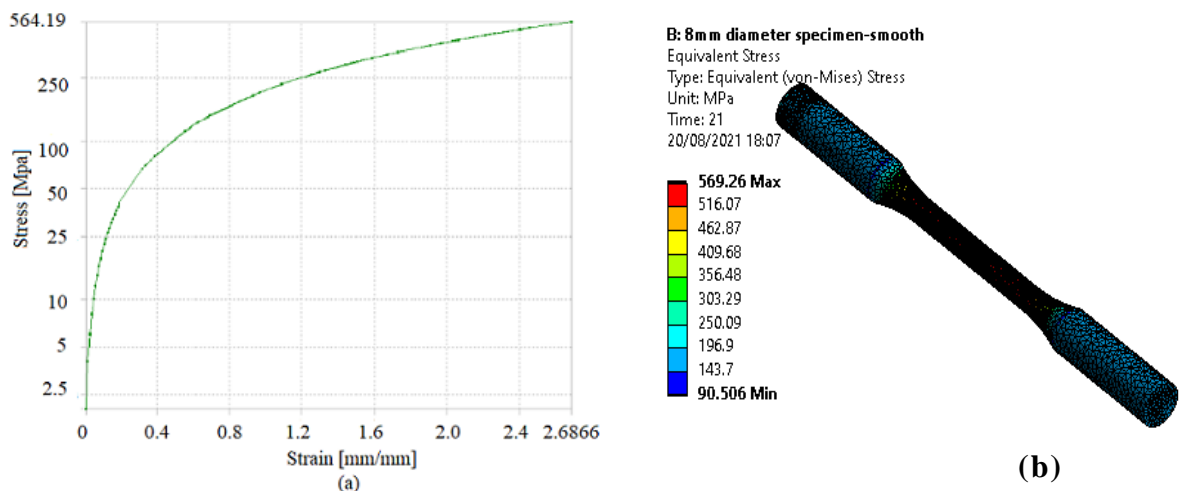 564.19
250
100
50
25
10
5
2.5
Stress [Mpa]
0 0.4 0.8 1.2 1.6 2.0 2.4 2.6866
Strain [mm/mm]
(a)
B: 8mm diameter specimen-smooth
Equivalent Stress
Type: Equivalent (von-Mises) Stress
Unit: MPa
Time: 21
20/08/2021 18:07
569.26 Max
516.07
462.87
409.68
356.48
303.29
250.09
196.9
143.7
90.506 Min
(b)